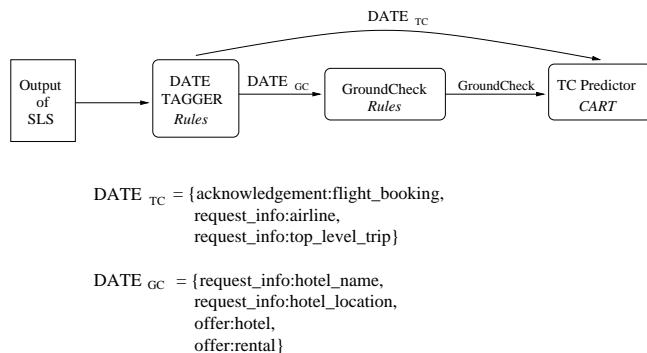 DATE TC
Output
of
SLS
DATE
TAGGER
Rules
DATE GC
GroundCheck
Rules
GroundCheck
TC Predictor
CART
DATE TC = {acknowledgement:flight_booking,
request_info:airline,
request_info:top_level_trip}
DATE GC = {request_info:hotel_name,
request_info:hotel_location,
offer:hotel,
offer:rental}